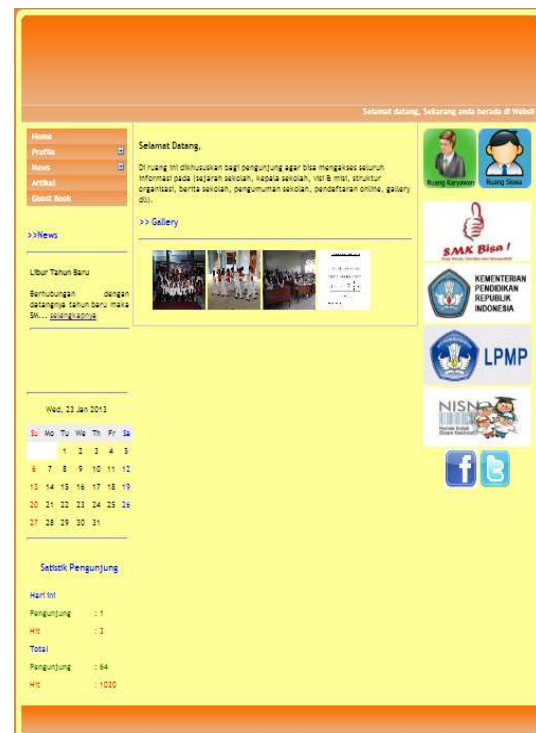 Selamat datang, Sekarang anda berada di Websit
Home
Profile
News
Artikel
Guest Book
>>News
Libur Tahun Baru
Berhubungan dengan
datangnya tahun baru maka
SM... selengkapnya
Wed, 23 Jan 2013
Su Mo Tu We Th Fr Sa
1 2 3 4 5
6 7 8 9 10 11 12
13 14 15 16 17 18 19
20 21 22 23 24 25 26
27 28 29 30 31
Satistik Pengunjung
Hari ini
Pengunjung : 1
Hit : 3
Total
Pengunjung : 64
Hit : 1030
Selamat Datang,
Di ruang ini dikhususkan bagi pengunjung agar bisa mengakses seluruh
informasi pada (sejarah sekolah, kepala sekolah, visi & misi, struktur
organisasi, berita sekolah, pengumuman sekolah, pendaftaran online, gallery
dll).
>> Gallery
Ruang Karyawan
Ruang Siswa
SMK Bisa !
KEMENTERIAN
PENDIDIKAN
REPUBLIK
INDONESIA
LPMP
NISN